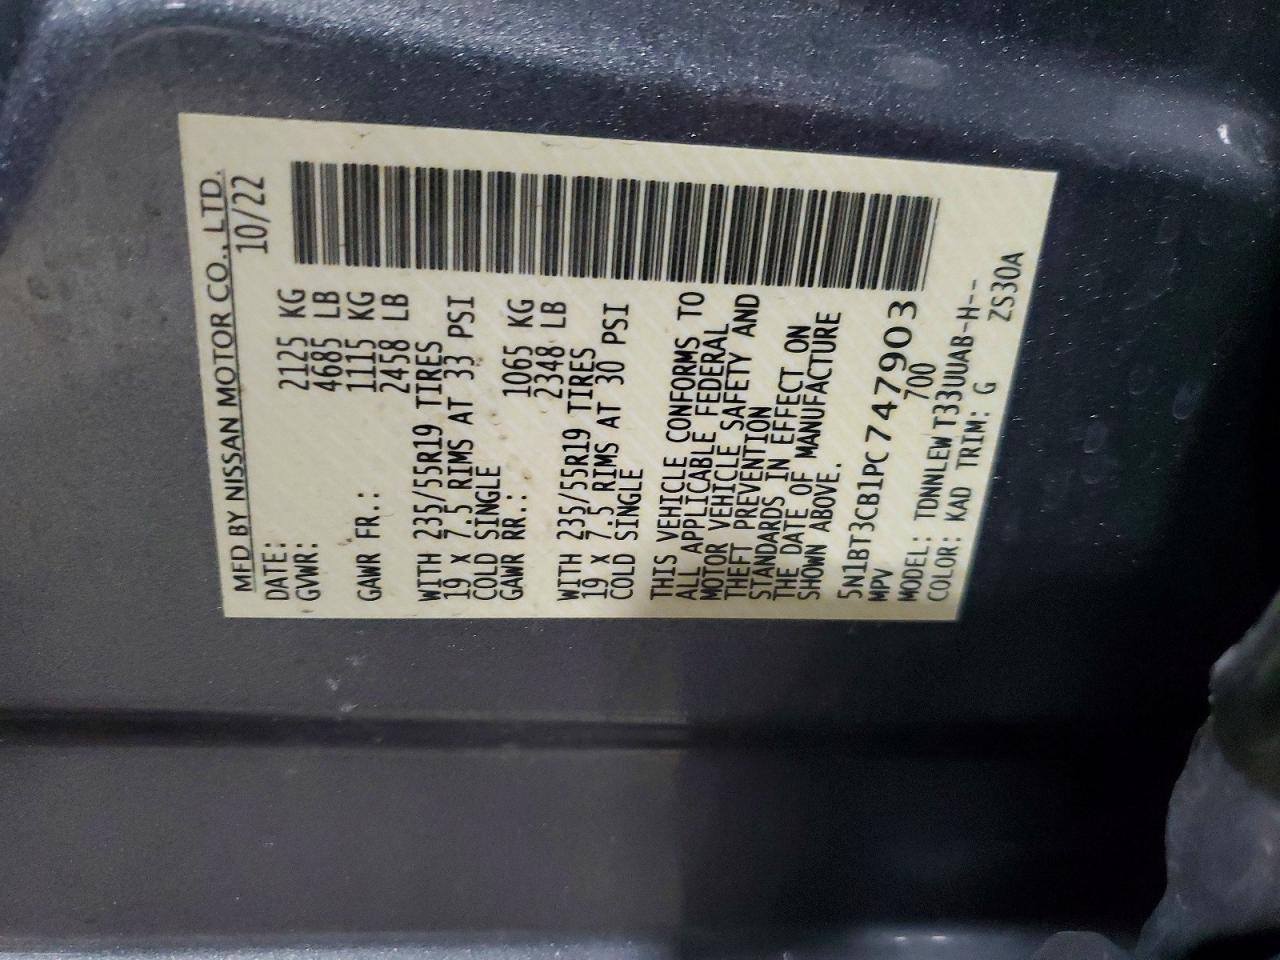 MFD BY NISSAN MOTOR CO., LTD.
DATE: 10/22
GVWR: 2125 KG
4685 LB
GAWR FR.: 1115 KG
2458 LB
WITH 235/55R19 TIRES
19 X 7.5 RIMS AT 33 PSI
COLD SINGLE
GAWR RR.: 1065 KG
2348 LB
WITH 235/55R19 TIRES
19 X 7.5 RIMS AT 30 PSI
COLD SINGLE
THIS VEHICLE CONFORMS TO
ALL APPLICABLE FEDERAL
MOTOR VEHICLE SAFETY AND
THEFT PREVENTION
STANDARDS IN EFFECT ON
THE DATE OF MANUFACTURE
SHOWN ABOVE.
5N1BT3CB1PC747903
MPV 700
MODEL: TDNNLEW T33UUAB-H--
COLOR: KAD TRIM: G ZS30A